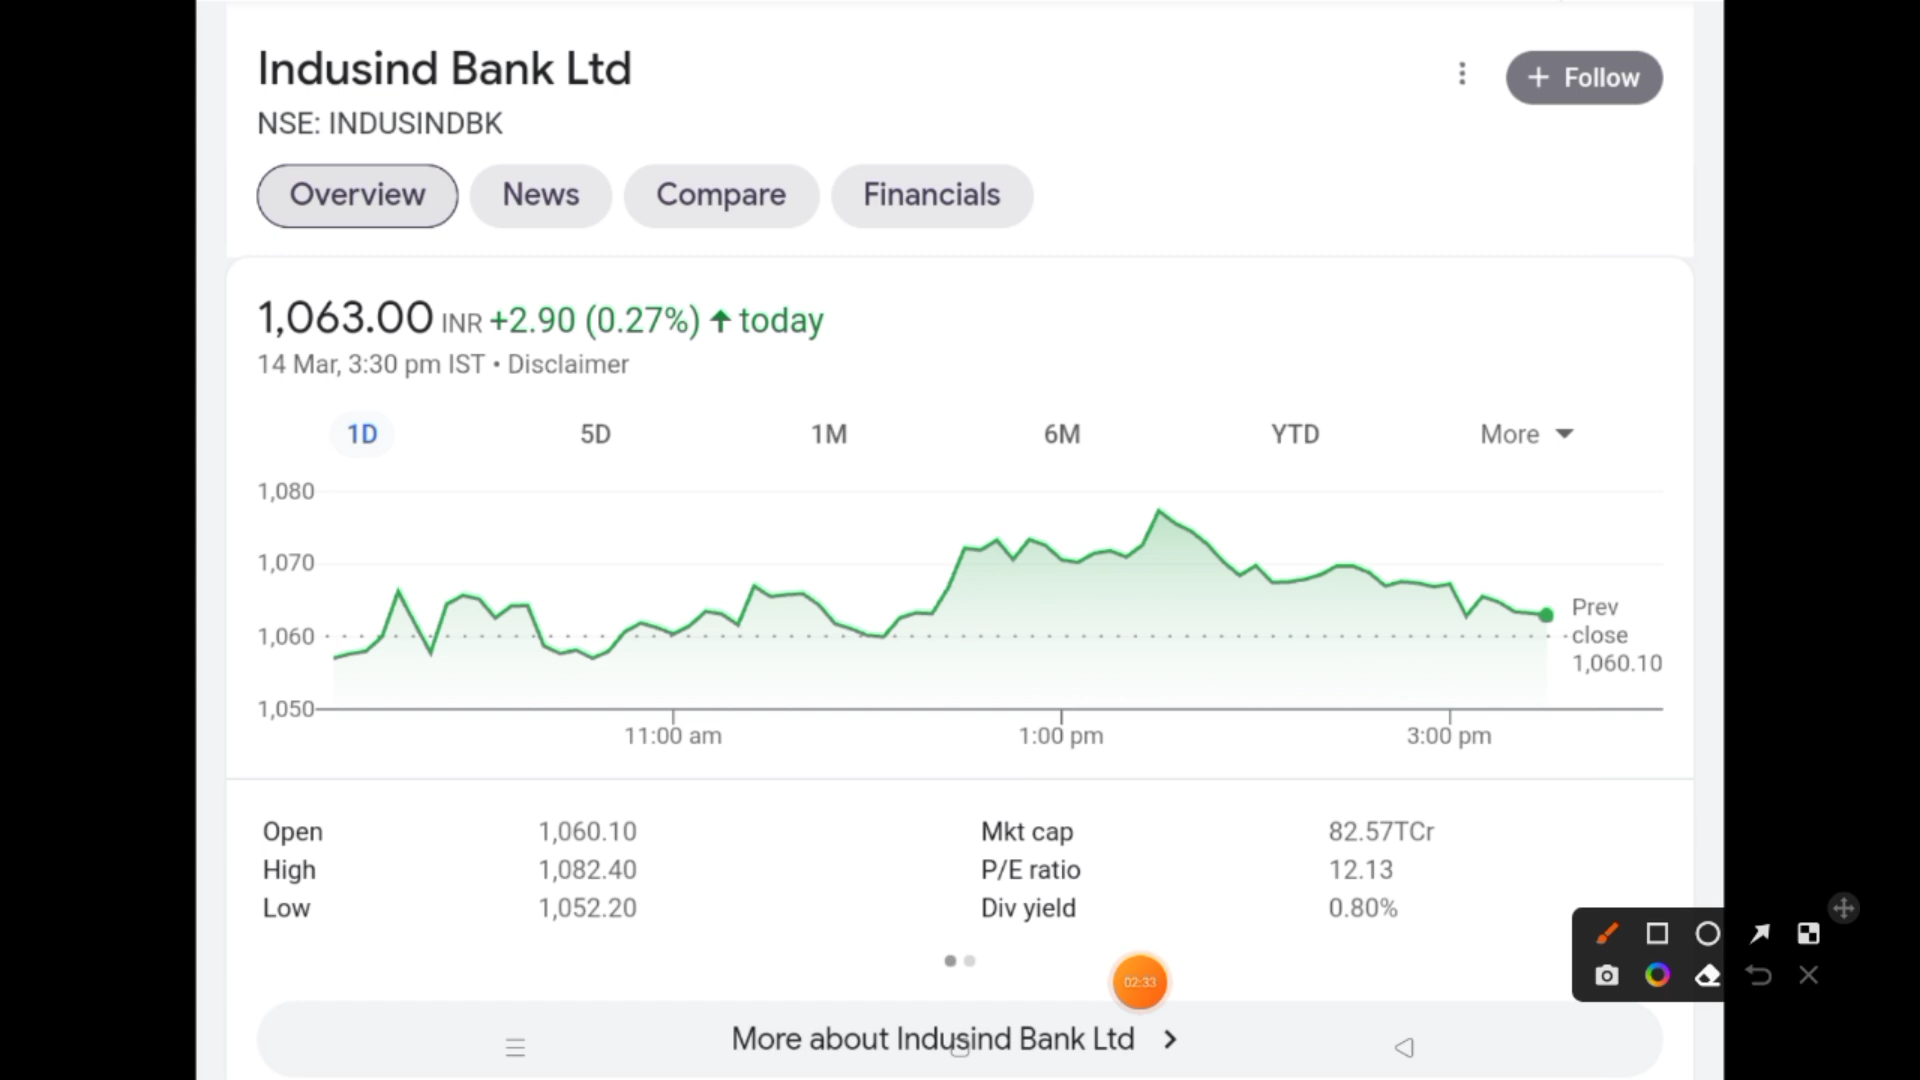 Indusind Bank Ltd
+ Follow
NSE: INDUSINDBK
Overview News Compare Financials
1,063.00 INR +2.90 (0.27%) ↑ today
14 Mar, 3:30 pm IST • Disclaimer
1D 5D 1M 6M YTD More
1,080
1,070
1,060
1,050
Prev
close
1,060.10
11:00 am 1:00 pm 3:00 pm
Open 1,060.10 Mkt cap 82.57TCr
High 1,082.40 P/E ratio 12.13
Low 1,052.20 Div yield 0.80%
02:33
More about Indusind Bank Ltd